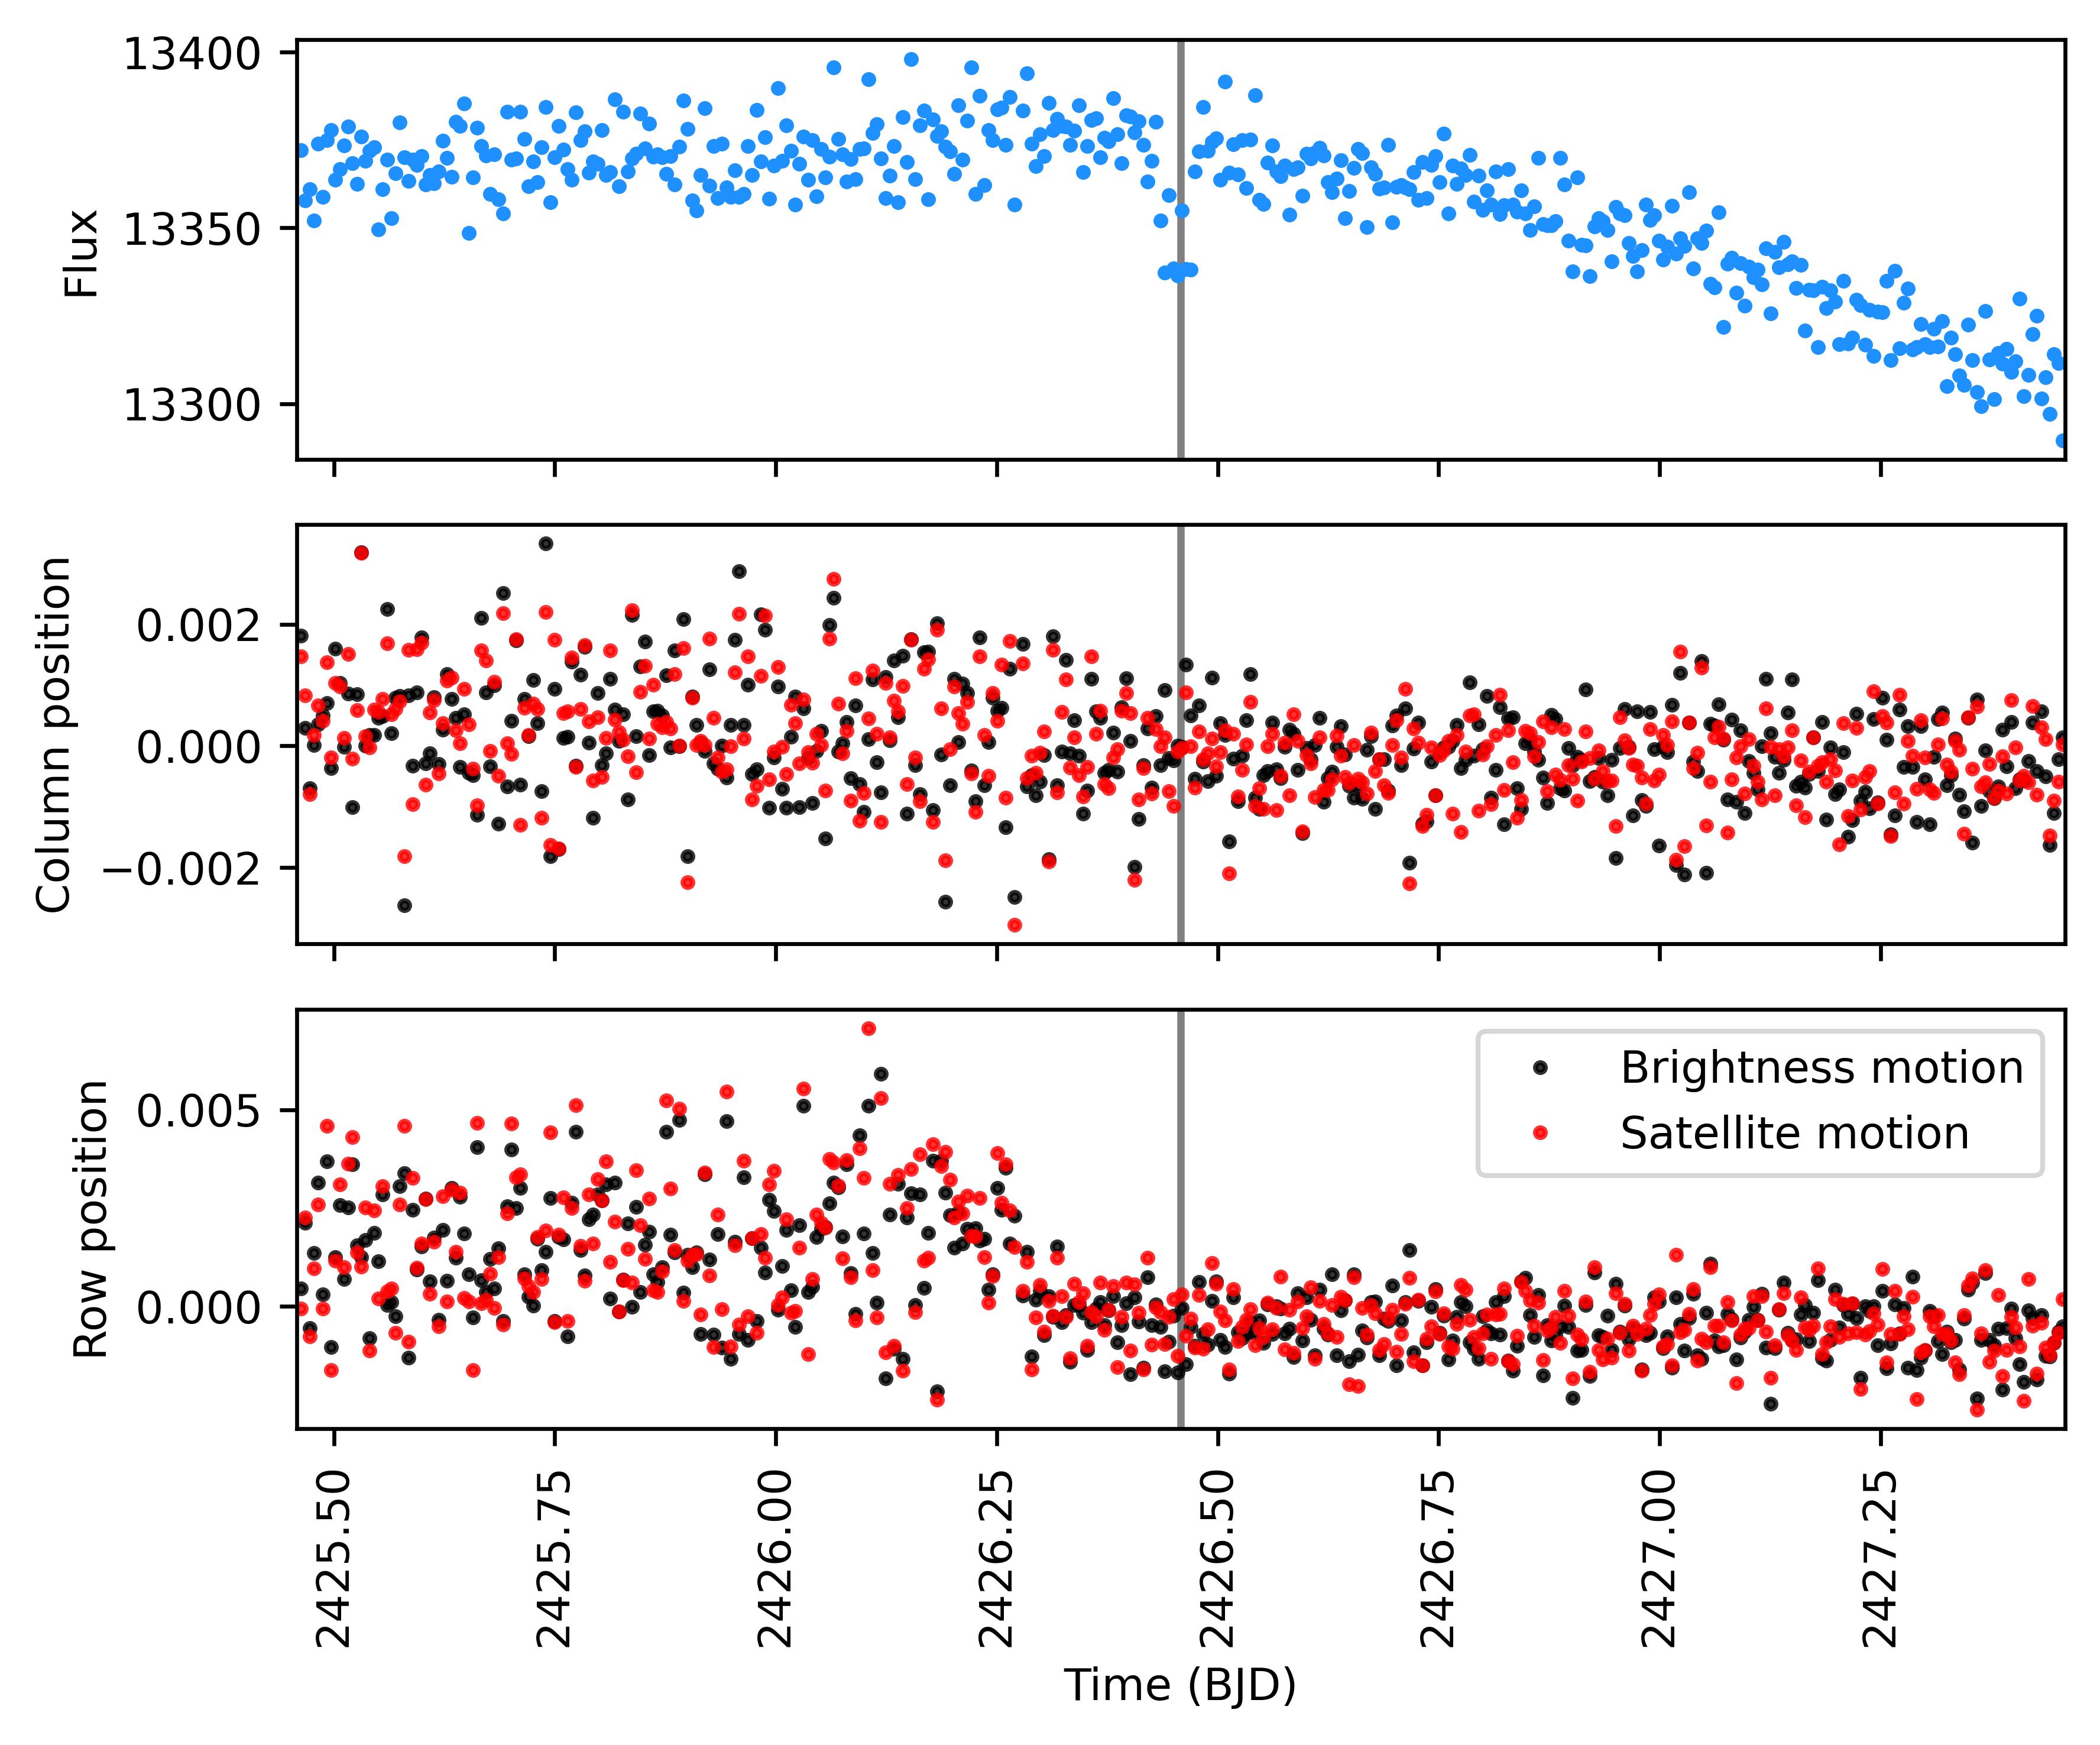 13400
13350
13300
Flux
0.002
0.000
−0.002
Column position
0.005
0.000
Row position
Brightness motion
Satellite motion
2425.50
2425.75
2426.00
2426.25
2426.50
2426.75
2427.00
2427.25
Time (BJD)